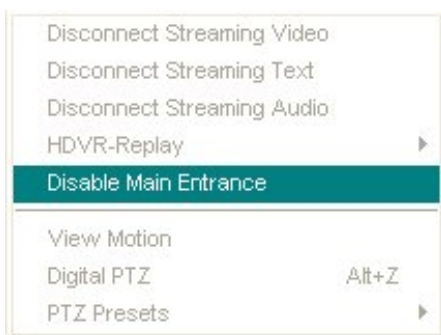 Disconnect Streaming Video
Disconnect Streaming Text
Disconnect Streaming Audio
HDVR-Replay
Disable Main Entrance
View Motion
Digital PTZ Alt+Z
PTZ Presets